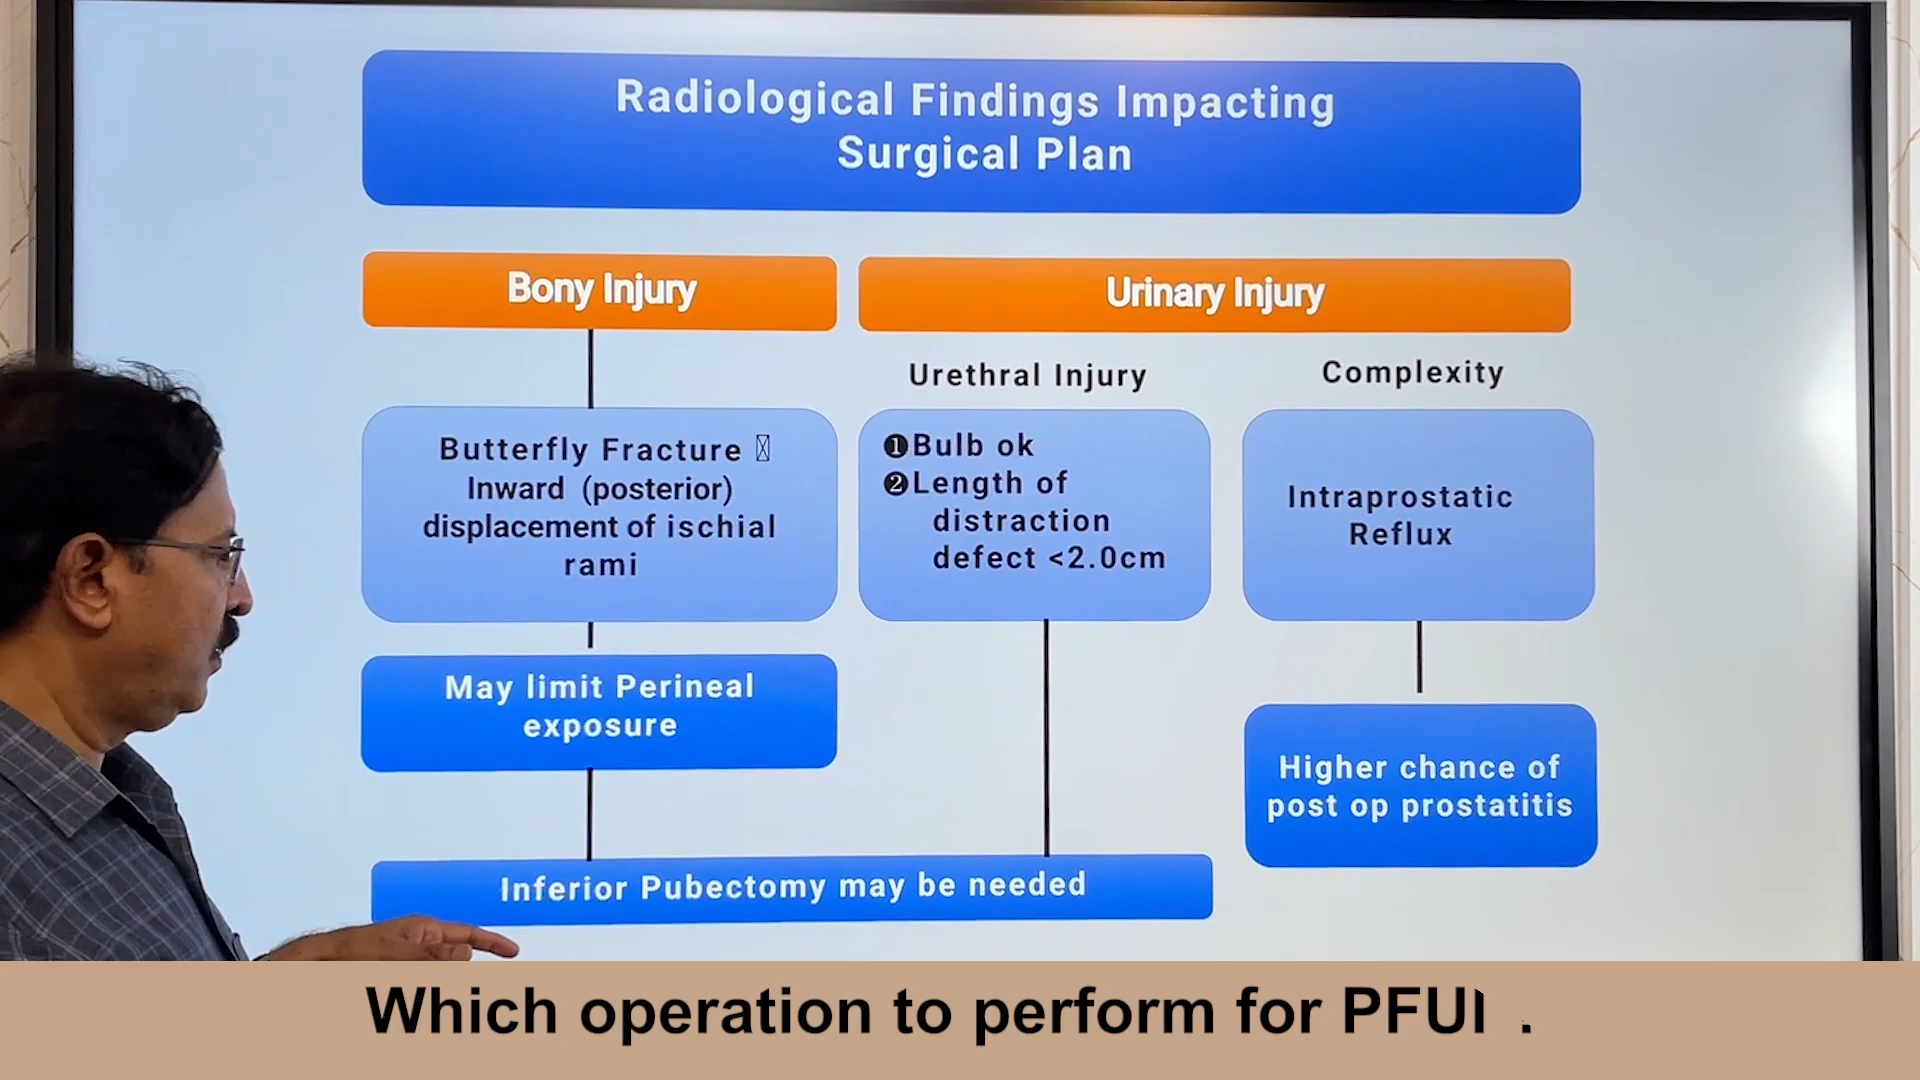 Radiological Findings Impacting
Surgical Plan
Bony Injury
Urinary Injury
Urethral Injury
Complexity
Butterfly Fracture
Inward (posterior)
displacement of ischial
rami
❶Bulb ok
❷Length of
distraction
defect <2.0cm
Intraprostatic
Reflux
May limit Perineal
exposure
Higher chance of
post op prostatitis
Inferior Pubectomy may be needed
Which operation to perform for PFUI .